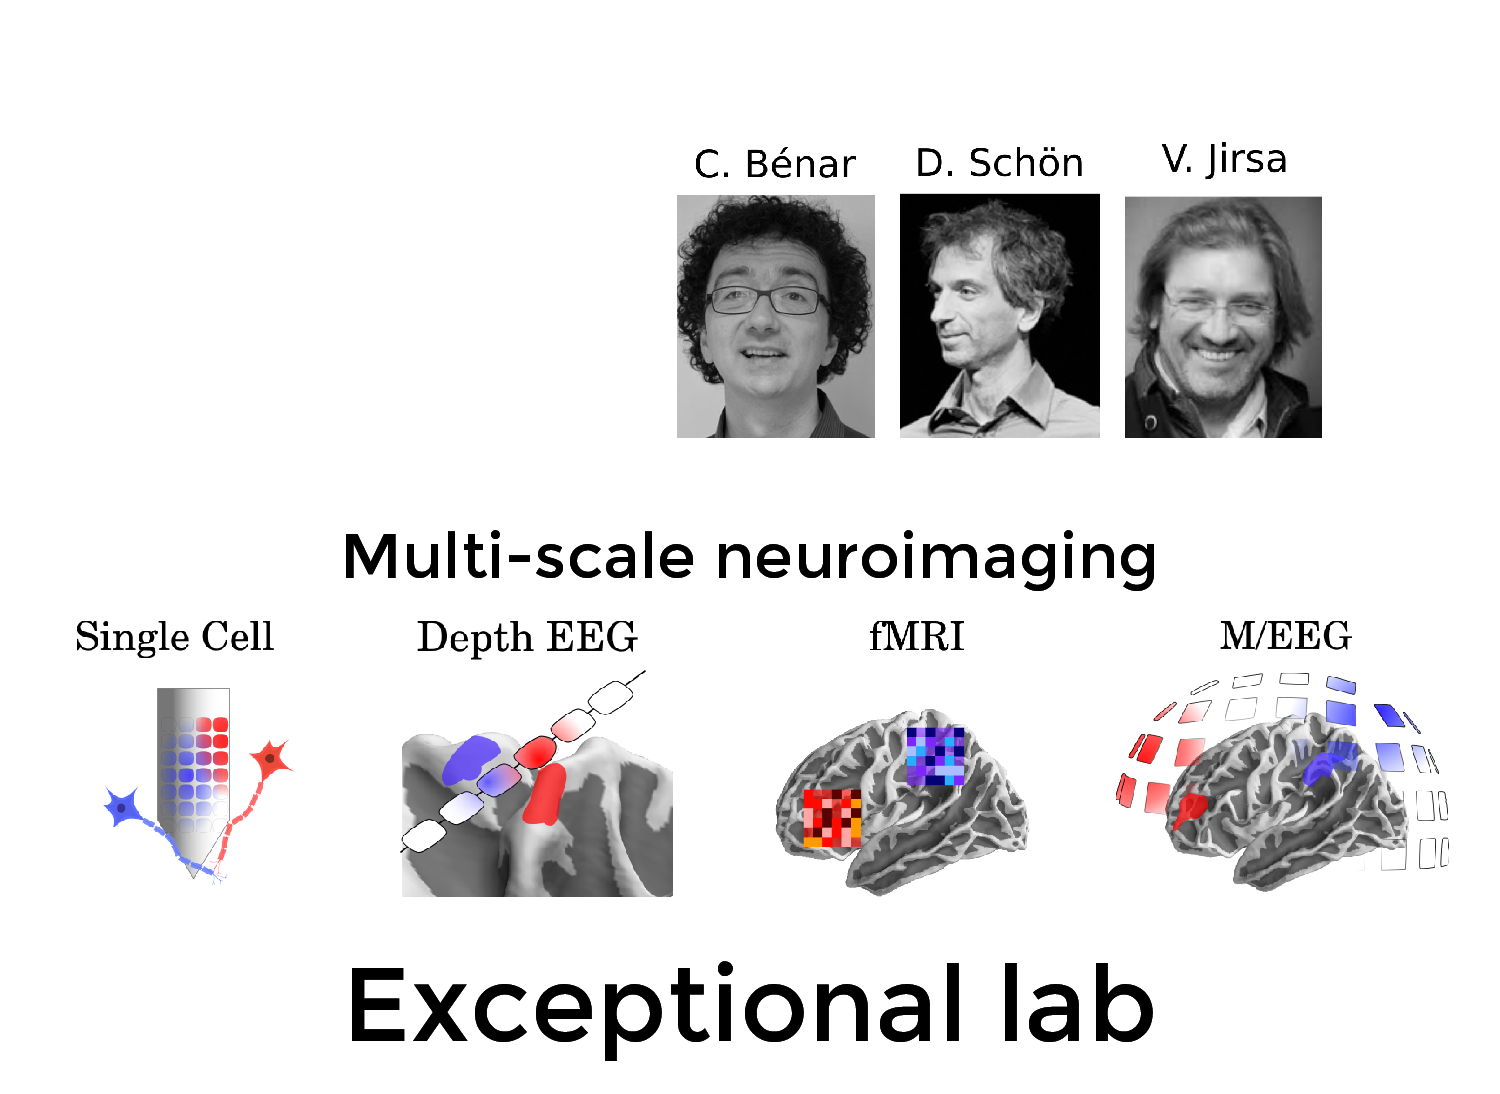 C. Bénar D. Schön V. Jirsa
Multi-scale neuroimaging
Single Cell Depth EEG fMRI M/EEG
Exceptional lab